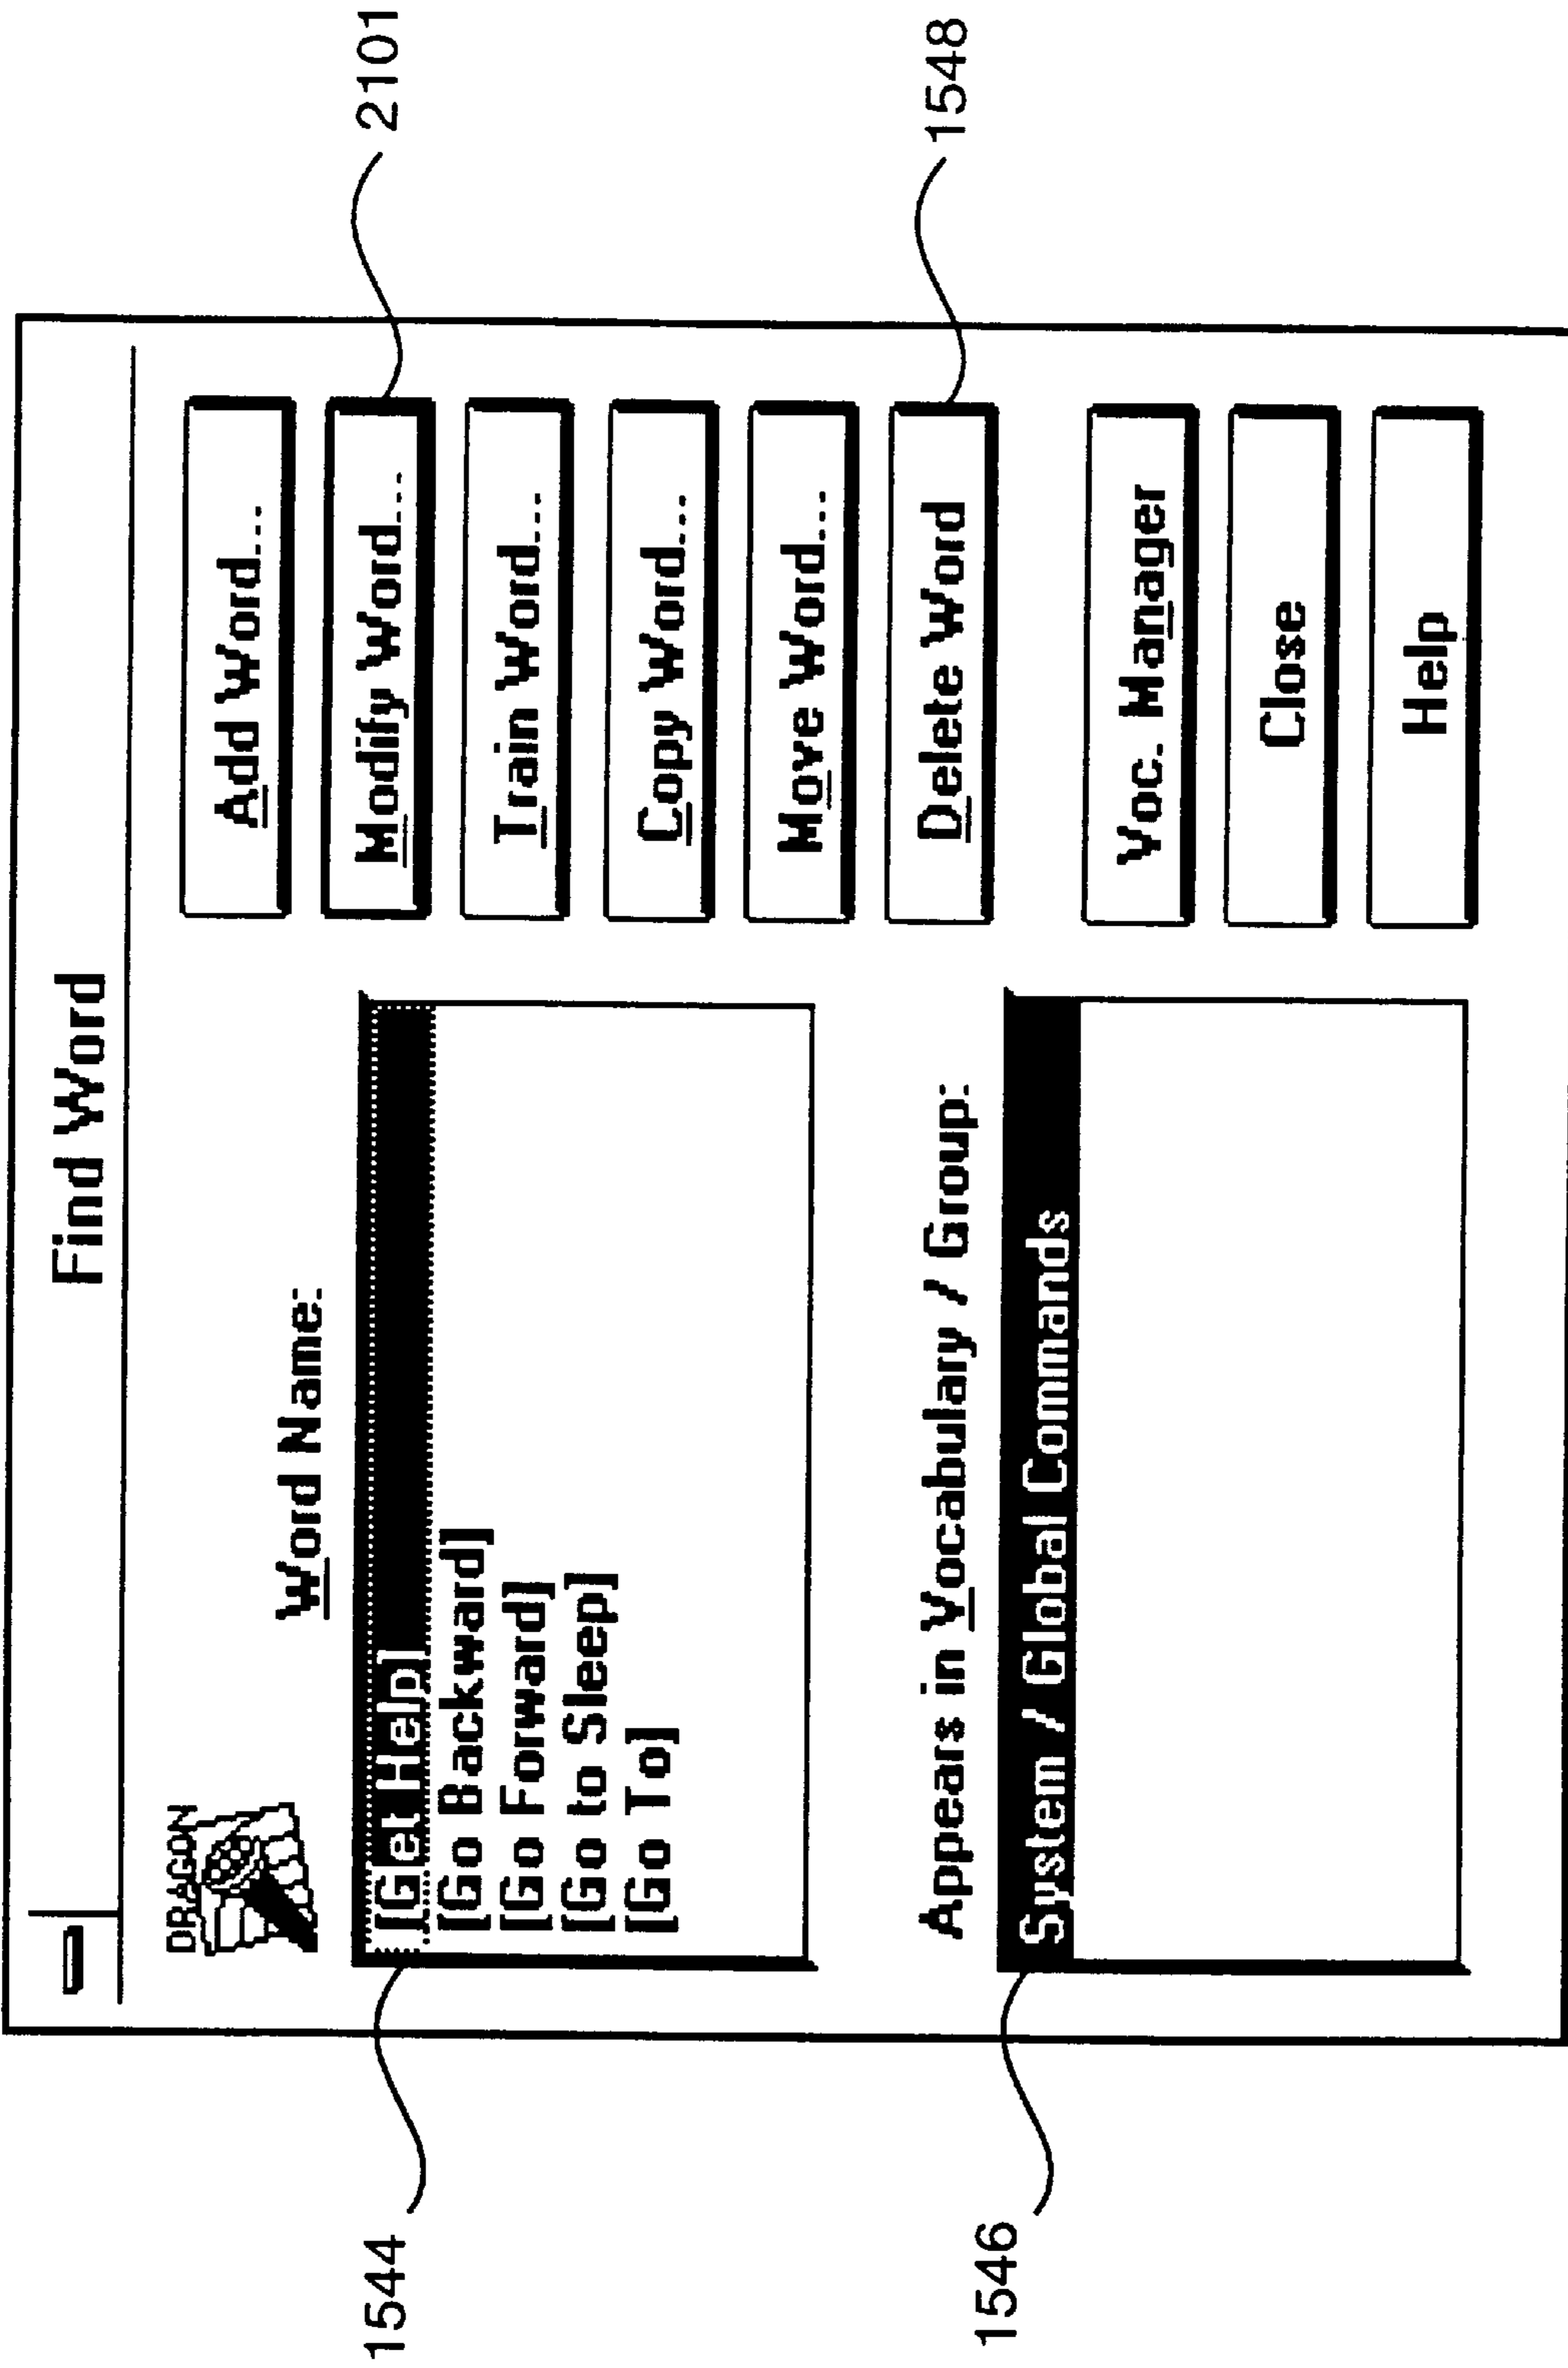 Find Word
DRAGON
Word Name:
[Get Help]
[Go Backward]
[Go Forward]
[Go to Sleep]
[Go To]
Appears in Vocabulary / Group:
System / Global Commands
Add Word...
Modify Word...
Train Word...
Copy Word...
Move Word...
Delete Word
Voc. Manager
Close
Help
1544
1546
2101
1548